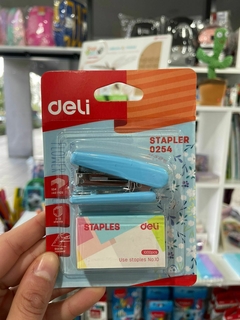 deli
STAPLER
0254
STAPLES
deli
Use staples No.10